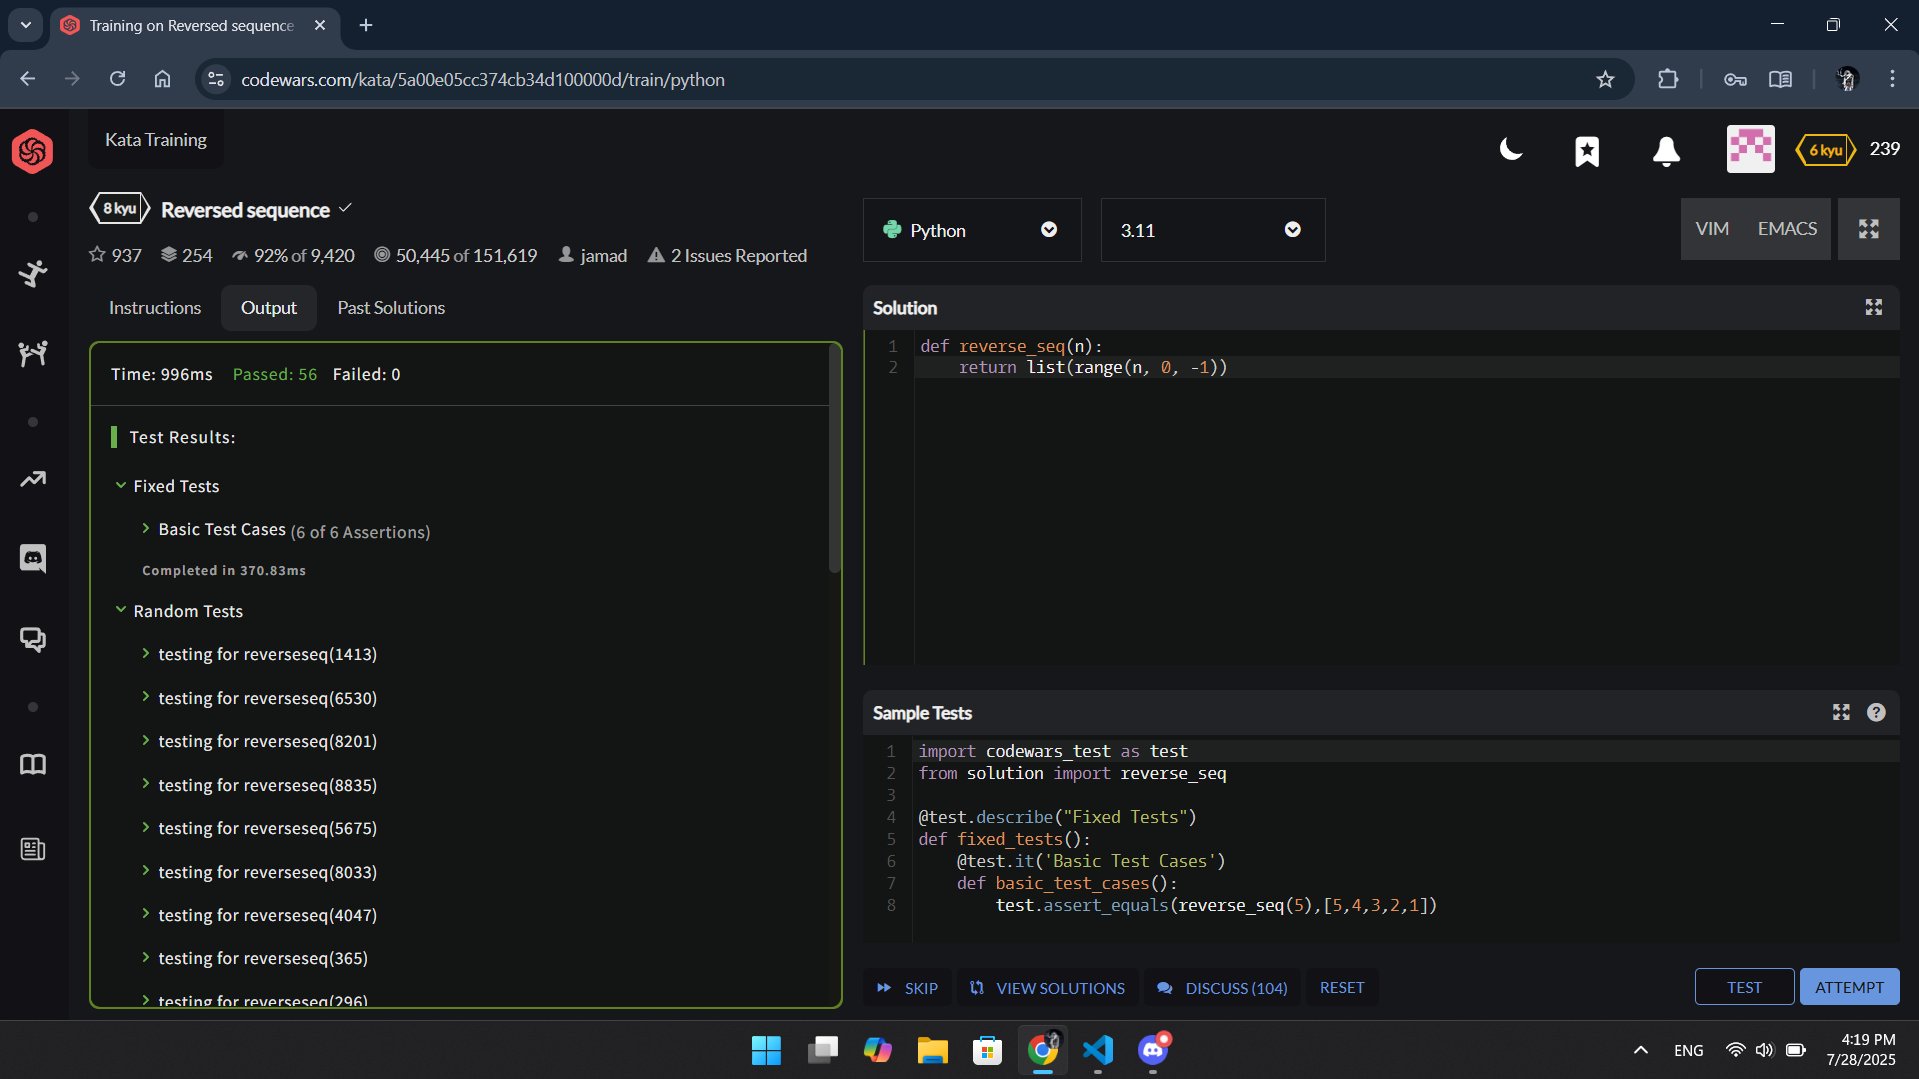 Training on Reversed sequence
codewars.com/kata/5a00e05cc374cb34d100000d/train/python
Kata Training
6 kyu 239
8 kyu Reversed sequence
937 254 92% of 9,420 50,445 of 151,619 jamad 2 Issues Reported
Python 3.11 VIM EMACS
Instructions Output Past Solutions
Time: 996ms Passed: 56 Failed: 0
Test Results:
Fixed Tests
Basic Test Cases (6 of 6 Assertions)
Completed in 370.83ms
Random Tests
testing for reverseseq(1413)
testing for reverseseq(6530)
testing for reverseseq(8201)
testing for reverseseq(8835)
testing for reverseseq(5675)
testing for reverseseq(8033)
testing for reverseseq(4047)
testing for reverseseq(365)
testing for reverseseq(296)
Solution
1 def reverse_seq(n):
2     return list(range(n, 0, -1))
Sample Tests
1 import codewars_test as test
2 from solution import reverse_seq
3
4 @test.describe("Fixed Tests")
5 def fixed_tests():
6     @test.it('Basic Test Cases')
7     def basic_test_cases():
8         test.assert_equals(reverse_seq(5),[5,4,3,2,1])
SKIP VIEW SOLUTIONS DISCUSS (104) RESET TEST ATTEMPT
ENG
4:19 PM
7/28/2025